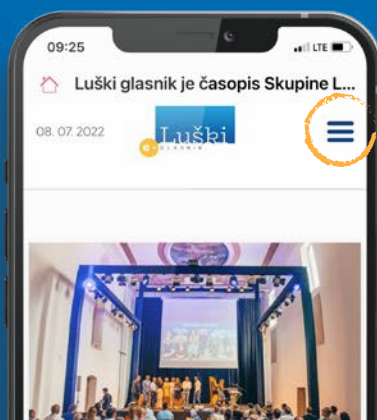 09:25
LTE
Luški glasnik je časopis Skupine L...
08. 07. 2022
Luški
e-GLASNIK